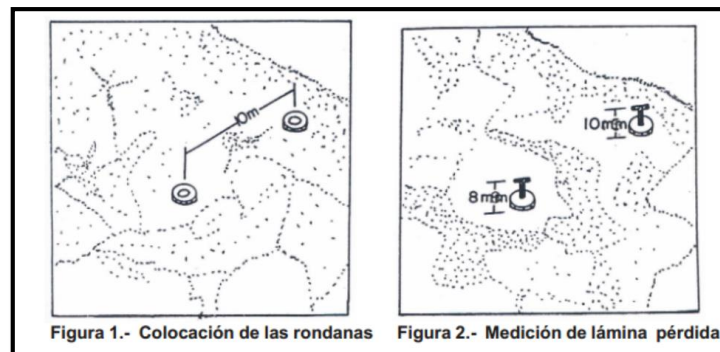 10m
10mm
8mm
Figura 1.- Colocación de las rondanas
Figura 2.- Medición de lámina pérdida